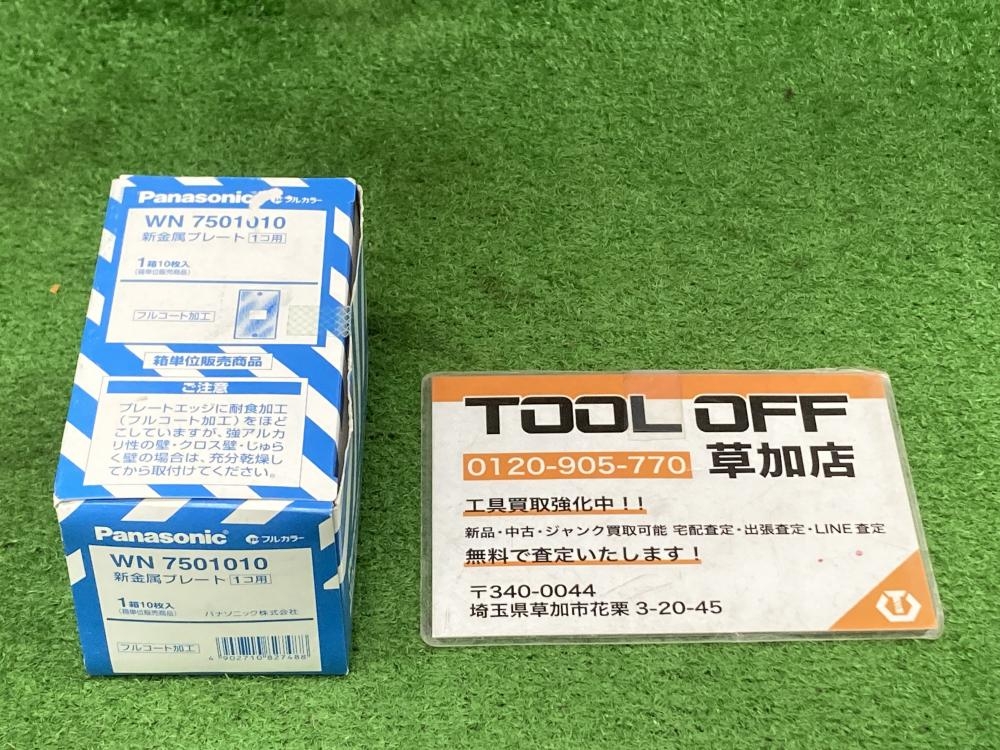 Panasonic フルカラー
WN 7501010
新金属プレート 1コ用
1箱10枚入
(箱単位販売商品)
フルコート加工
箱単位販売商品
ご注意
プレートエッジに耐食加工
(フルコート加工)をほど
こしていますが、強アルカ
リ性の壁・クロス壁・じゅら
く壁の場合は、充分乾燥し
てから取付けてください。
Panasonic フルカラー
WN 7501010
新金属プレート 1コ用
1箱10枚入
(箱単位販売商品) パナソニック株式会社
フルコート加工
4 902710 827488
TOOL OFF
0120-905-770 草加店
工具買取強化中!!
新品・中古・ジャンク買取可能 宅配査定・出張査定・LINE査定
無料で査定いたします!
〒340-0044
埼玉県草加市花栗 3-20-45